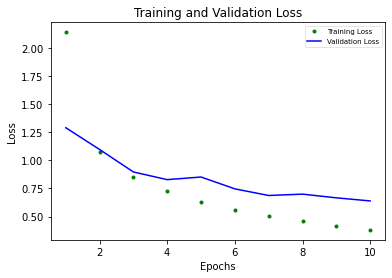 Training and Validation Loss
Training Loss
Validation Loss
Loss
2.00
1.75
1.50
1.25
1.00
0.75
0.50
2
4
6
8
10
Epochs